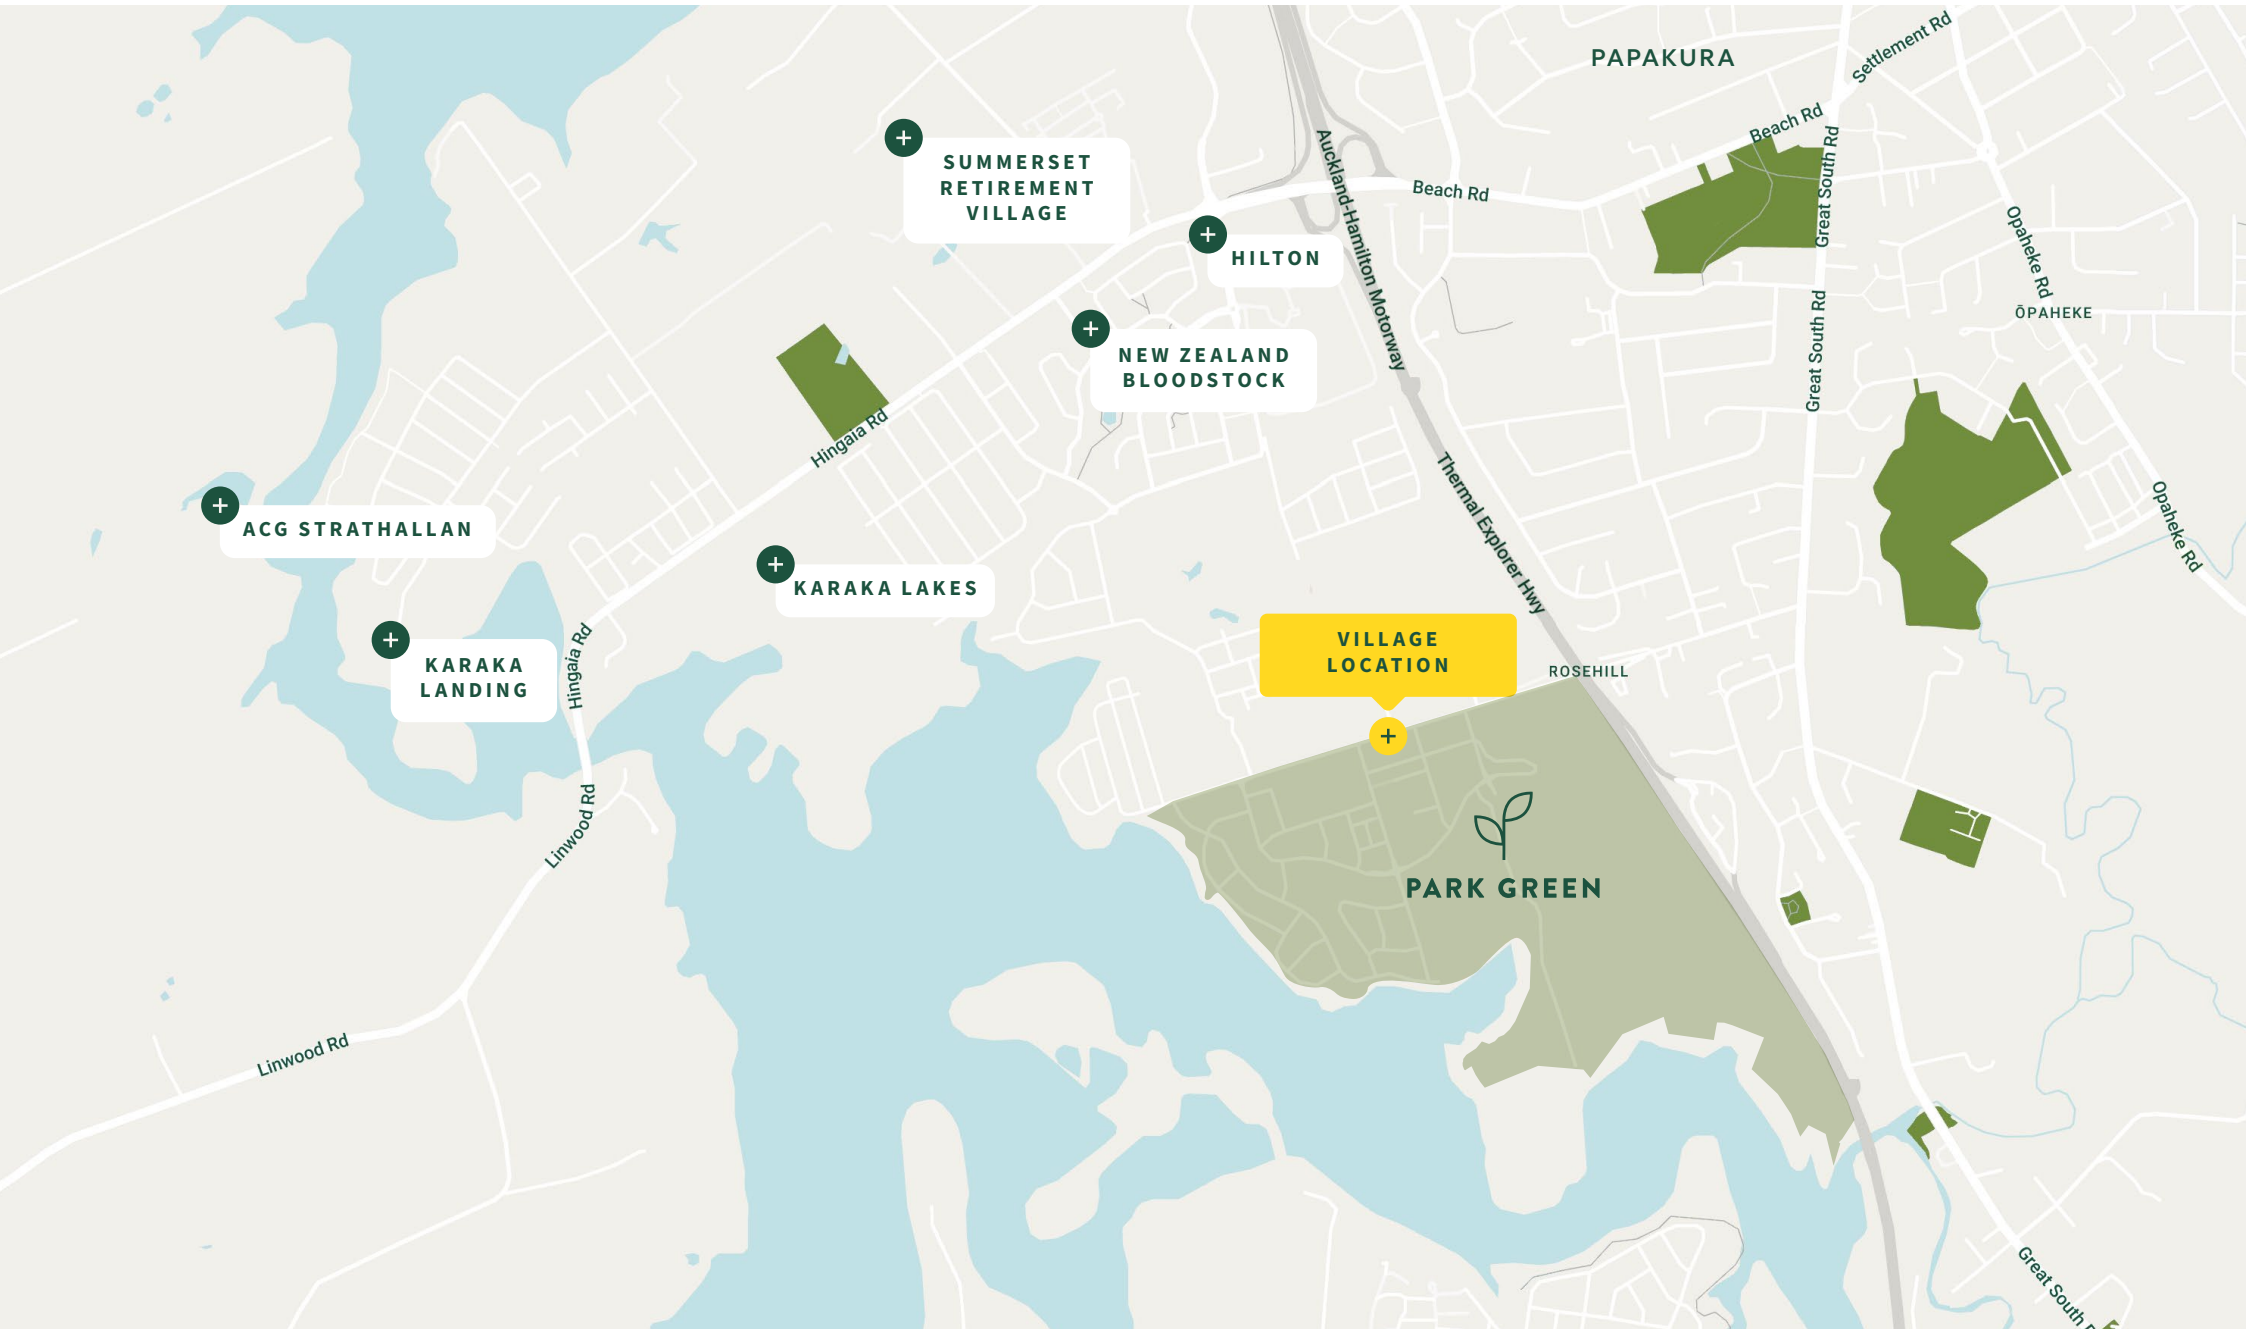 Settlement Rd
PAPAKURA
Beach Rd
SUMMERSET
RETIREMENT
VILLAGE
Auckland-Hamilton Motorway
Beach Rd
Great South Rd
HILTON
Opaheke Rd
ŌPAHEKE
NEW ZEALAND
BLOODSTOCK
Great South Rd
Hingaia Rd
ACG STRATHALLAN
Thermal Explorer Hwy
Opaheke Rd
KARAKA LAKES
KARAKA
LANDING
Hingaia Rd
VILLAGE
LOCATION
ROSEHILL
Linwood Rd
PARK GREEN
Linwood Rd
Great South